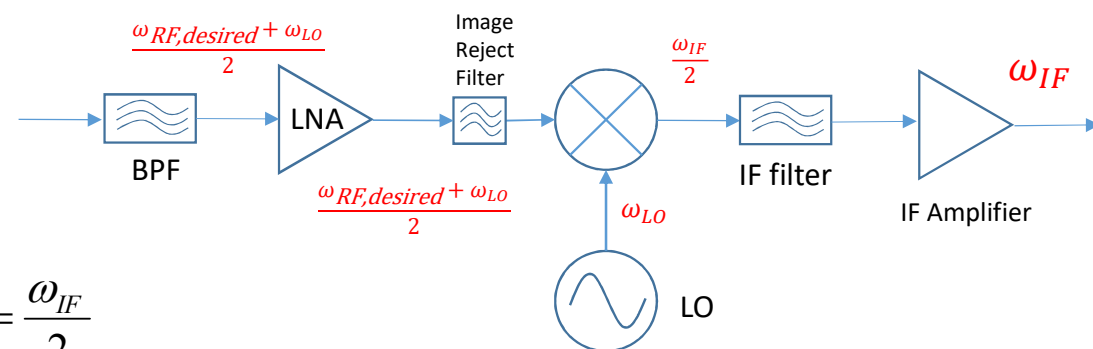 Image
Reject
Filter
ω_RF,desired + ω_LO
2
ω_IF
2
ω_IF
LNA
BPF
IF filter
ω_RF,desired + ω_LO
2
ω_LO
IF Amplifier
LO
= ω_IF
2